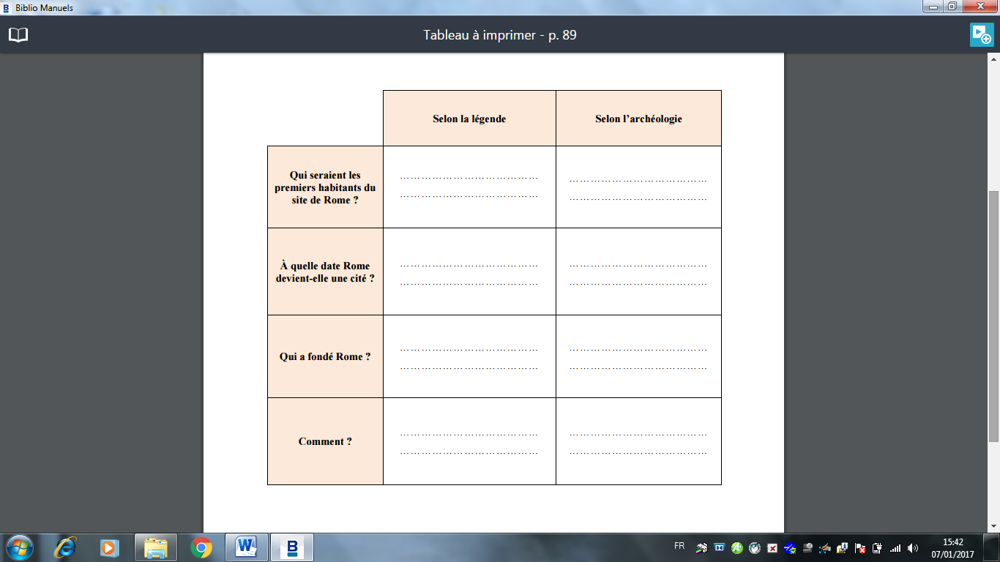 Biblio Manuels
Tableau à imprimer - p. 89
Selon la légende
Selon l'archéologie
Qui seraient les
premiers habitants du
site de Rome ?
…………………………………
…………………………………
…………………………………
…………………………………
À quelle date Rome
devient-elle une cité ?
…………………………………
…………………………………
…………………………………
…………………………………
Qui a fondé Rome ?
…………………………………
…………………………………
…………………………………
…………………………………
Comment ?
…………………………………
…………………………………
…………………………………
…………………………………
FR
15:42
07/01/2017